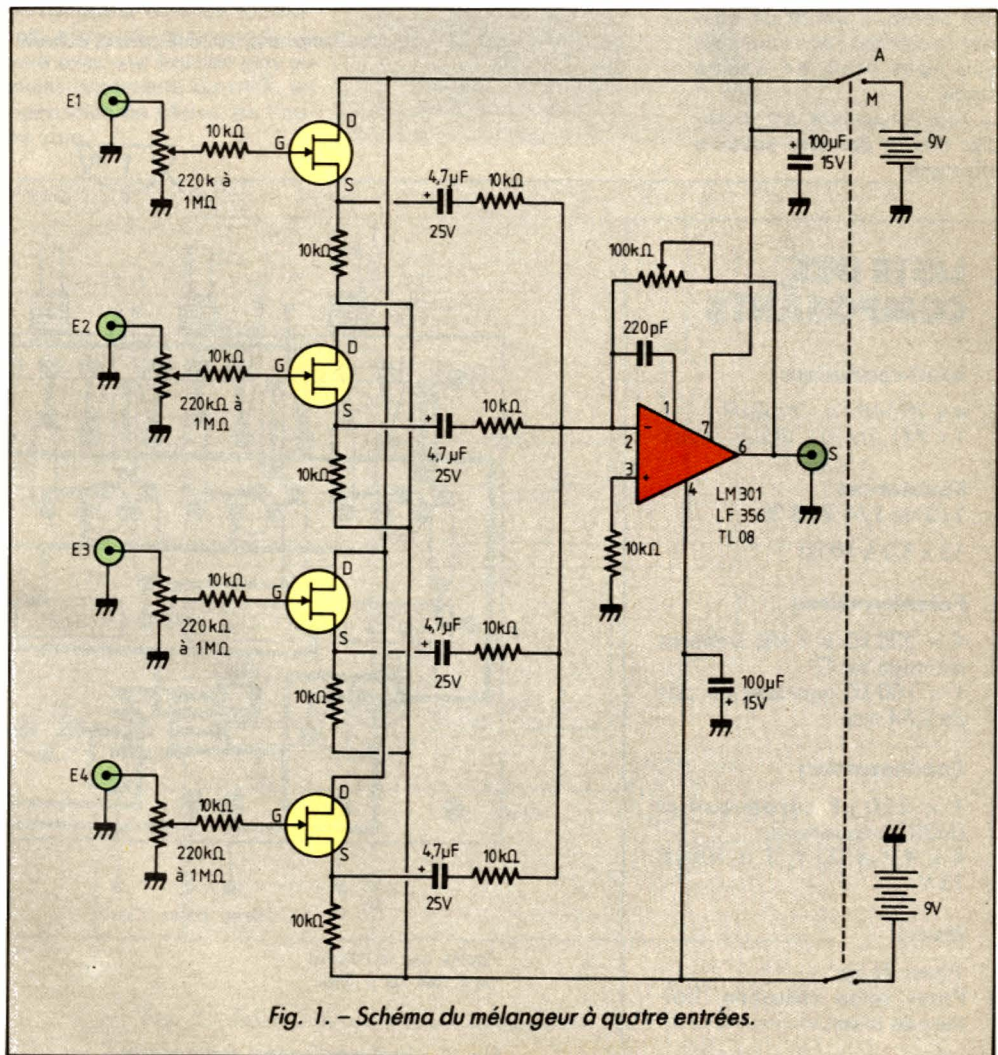 A
M
E1
10kΩ
G
D
S
220k à
1MΩ
100µF
15V
9V
4,7µF
25V
10kΩ
10kΩ
100kΩ
E2
10kΩ
G
D
S
220kΩ à
1MΩ
220pF
4,7µF
25V
10kΩ
10kΩ
1
7
2
-
6
S
3
+
4
LM301
LF 356
TL 08
10kΩ
E3
10kΩ
G
D
S
220kΩ
à 1MΩ
4,7µF
25V
10kΩ
10kΩ
100µF
15V
E4
10kΩ
G
D
S
220kΩ
à 1MΩ
4,7µF
25V
10kΩ
10kΩ
9V
Fig. 1. – Schéma du mélangeur à quatre entrées.